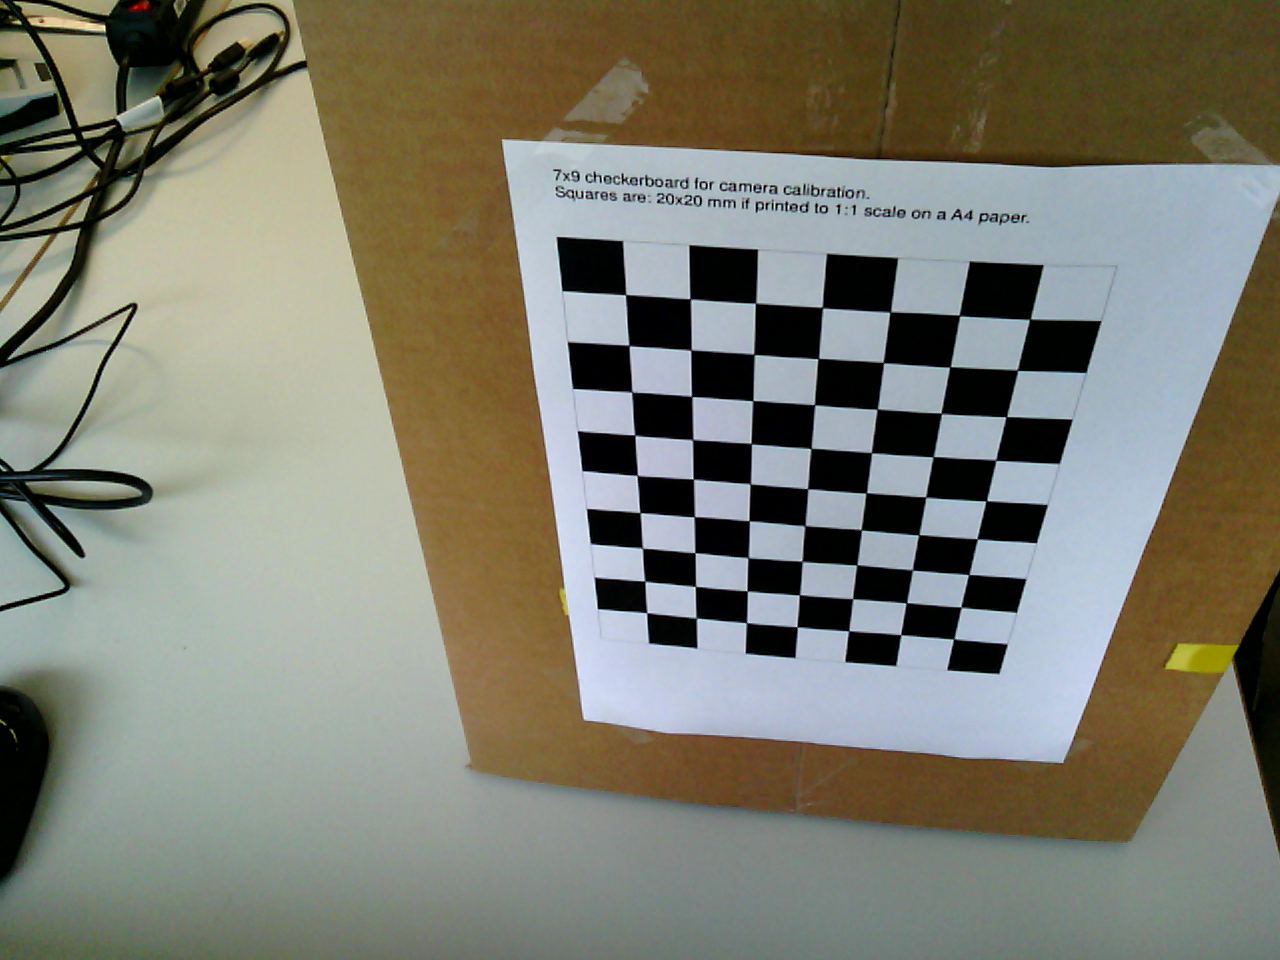 7x9 checkerboard for camera calibration.
Squares are: 20x20 mm if printed to 1:1 scale on a A4 paper.